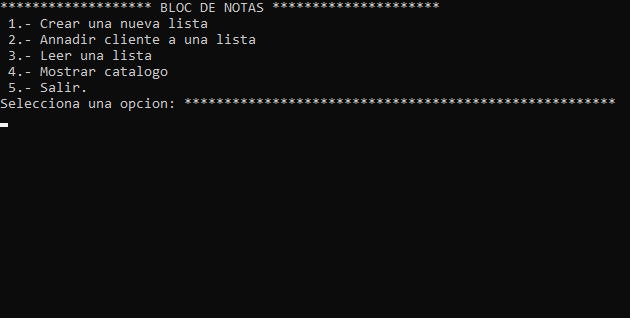 ******************* BLOC DE NOTAS *********************
1.- Crear una nueva lista
2.- Annadir cliente a una lista
3.- Leer una lista
4.- Mostrar catalogo
5.- Salir.
Selecciona una opcion: ******************************************************